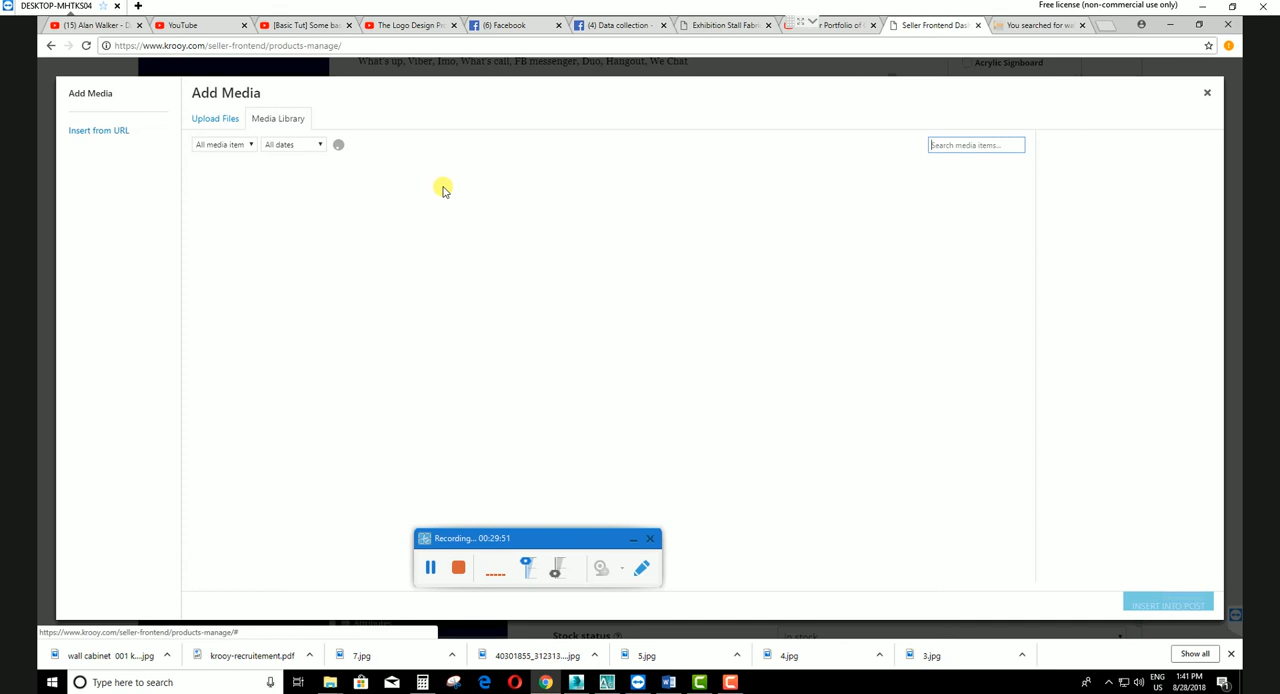 DESKTOP-MHTKS04
Free license (non-commercial use only)
(15) Alan Walker - D
YouTube
[Basic Tut] Some ba
The Logo Design Pr
(6) Facebook
(4) Data collection -
Exhibition Stall Fabri
r Portfolio of
Seller Frontend Das
You searched for wa
https://www.krooy.com/seller-frontend/products-manage/
What's up, Viber, Imo, What's call, FB messenger, Duo, Hangout, We Chat
Acrylic Signboard
Add Media
Add Media
Upload Files
Media Library
Insert from URL
All media item
All dates
Search media items...
Recording... 00:29:51
INSERT INTO POST
https://www.krooy.com/seller-frontend/products-manage/#
Attributes
Stock status
In stock
wall cabinet 001 k....jpg
krooy-recruitement.pdf
7.jpg
40301855_312313....jpg
5.jpg
4.jpg
3.jpg
Show all
Type here to search
ENG
US
1:41 PM
8/28/2018